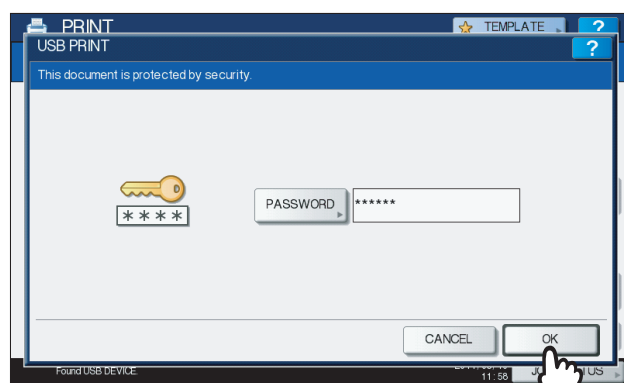 PRINT
TEMPLATE
?
USB PRINT
?
This document is protected by security.
****
PASSWORD
******
CANCEL
OK
Found USB DEVICE.
11:58